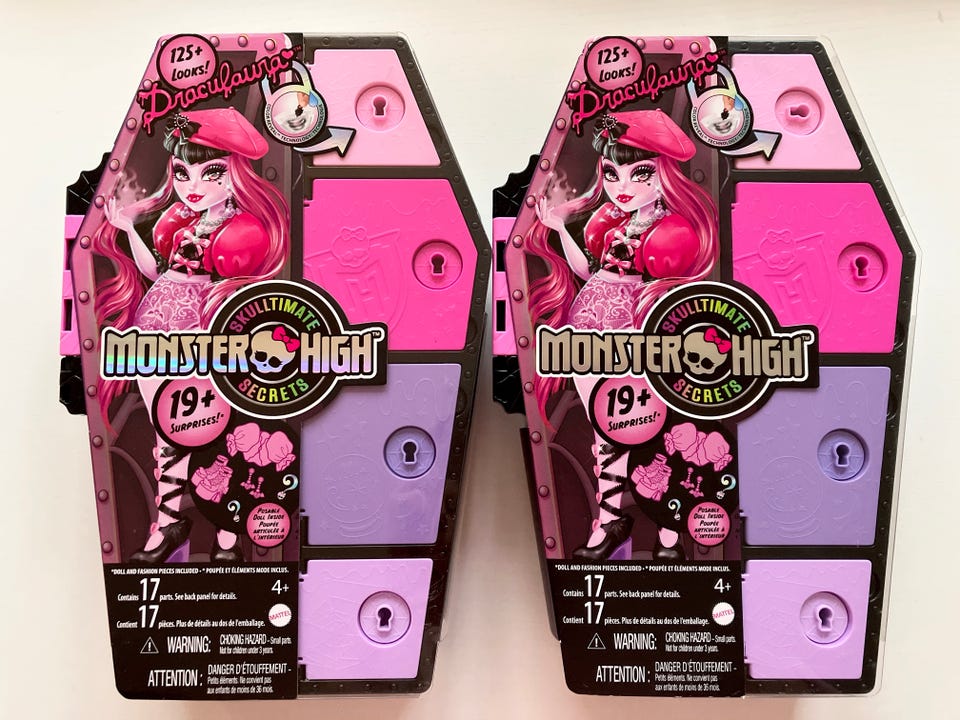 125+
LOOKS!
Draculaura
SKULLTIMATE
MONSTER HIGH™
SECRETS
19+
SURPRISES!*
?
?
POSABLE
DOLL INSIDE
POUPÉE
ARTICULÉE À
L'INTÉRIEUR
*DOLL AND FASHION PIECES INCLUDED • * POUPÉE ET ÉLÉMENTS MODE INCLUS.
Contains 17 parts. See back panel for details.
4+
Contient 17 pièces. Plus de détails au dos de l'emballage.
MATTEL
WARNING: CHOKING HAZARD - Small parts.
Not for children under 3 years.
ATTENTION : DANGER D'ÉTOUFFEMENT -
Petits éléments. Ne convient pas
aux enfants de moins de 36 mois.
125+
LOOKS!
Draculaura
SKULLTIMATE
MONSTER HIGH™
SECRETS
19+
SURPRISES!*
?
?
POSABLE
DOLL INSIDE
POUPÉE
ARTICULÉE À
L'INTÉRIEUR
*DOLL AND FASHION PIECES INCLUDED • * POUPÉE ET ÉLÉMENTS MODE INCLUS.
Contains 17 parts. See back panel for details.
4+
Contient 17 pièces. Plus de détails au dos de l'emballage.
MATTEL
WARNING: CHOKING HAZARD - Small parts.
Not for children under 3 years.
ATTENTION : DANGER D'ÉTOUFFEMENT -
Petits éléments. Ne convient pas
aux enfants de moins de 36 mois.